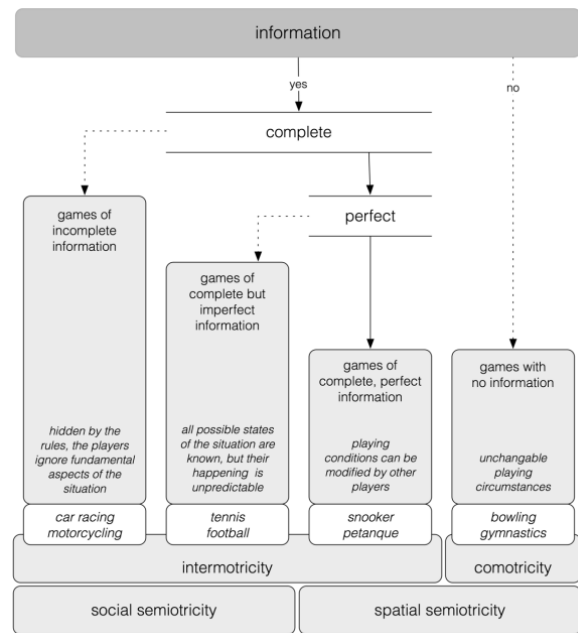 information
yes
no
complete
perfect
games of
incomplete
information
hidden by the
rules, the players
ignore fundamental
aspects of the
situation
car racing
motorcycling
games of
complete but
imperfect
information
all possible states
of the situation are
known, but their
happening is
unpredictable
tennis
football
games of
complete, perfect
information
playing
conditions can be
modified by other
players
snooker
petanque
games with
no information
unchangable
playing
circumstances
bowling
gymnastics
intermotricity
comotricity
social semiotricity
spatial semiotricity